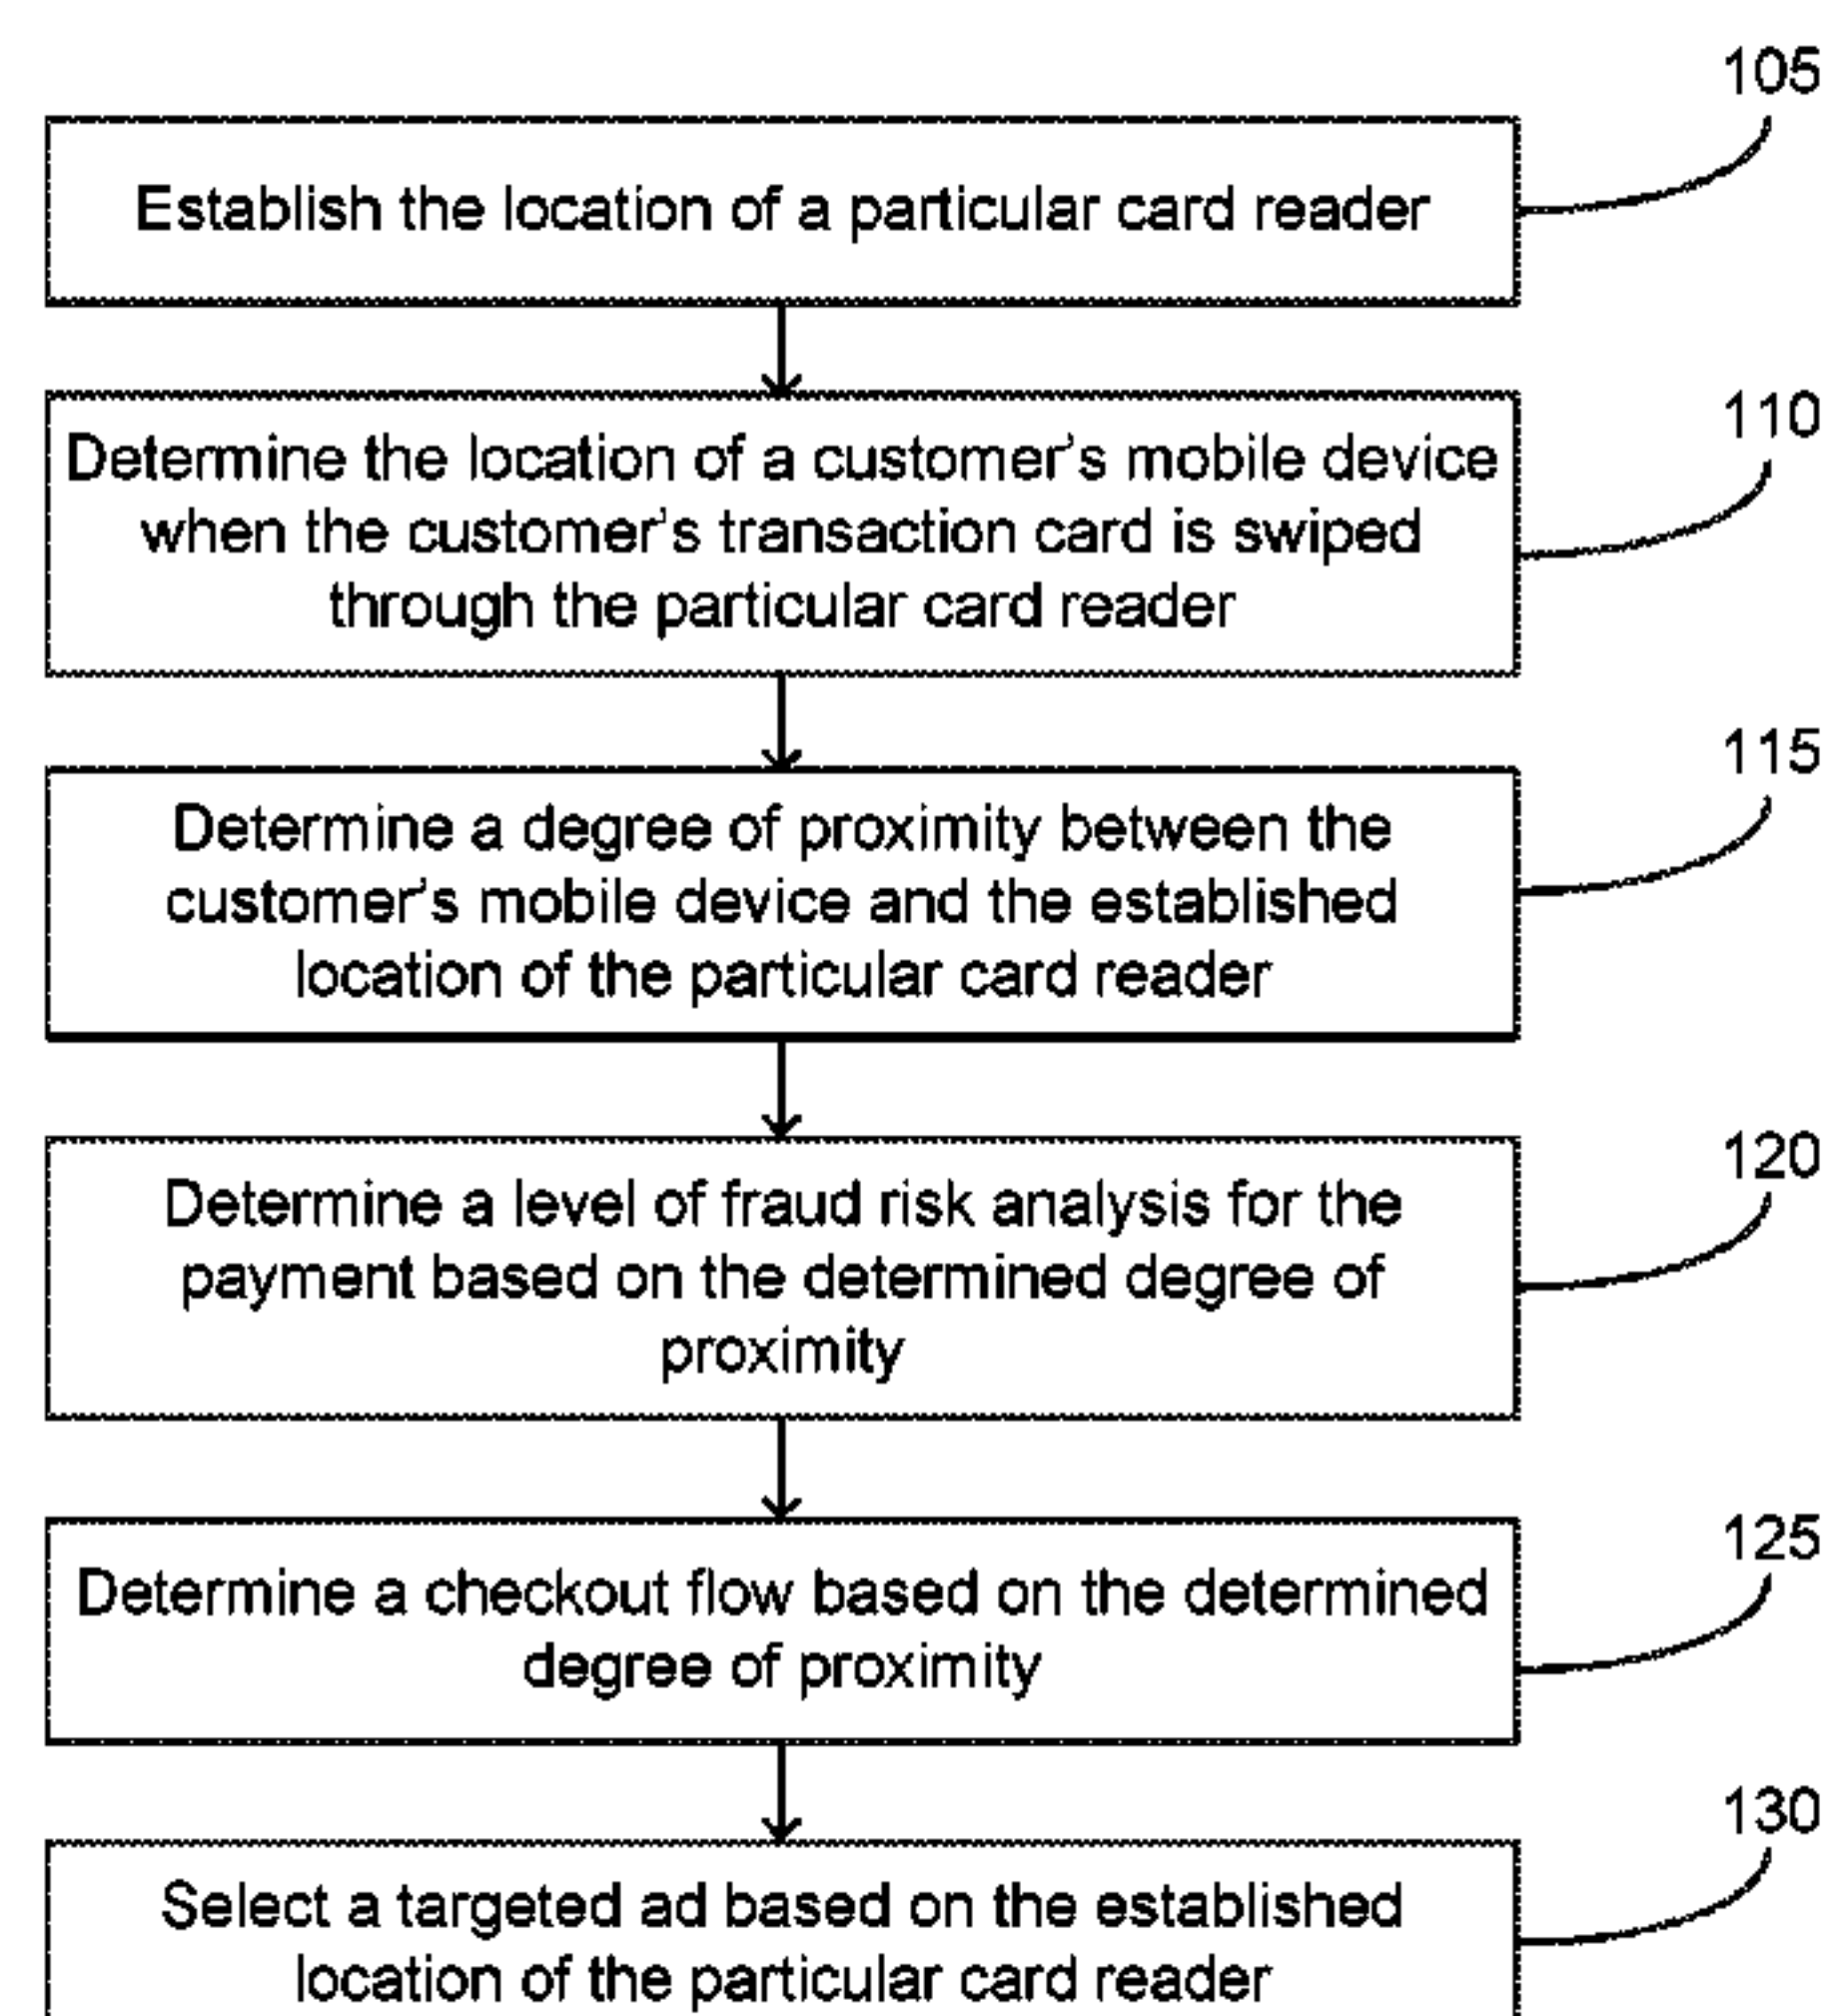 105
Establish the location of a particular card reader
110
Determine the location of a customer's mobile device
when the customer's transaction card is swiped
through the particular card reader
115
Determine a degree of proximity between the
customer's mobile device and the established
location of the particular card reader
120
Determine a level of fraud risk analysis for the
payment based on the determined degree of
proximity
125
Determine a checkout flow based on the determined
degree of proximity
130
Select a targeted ad based on the established
location of the particular card reader